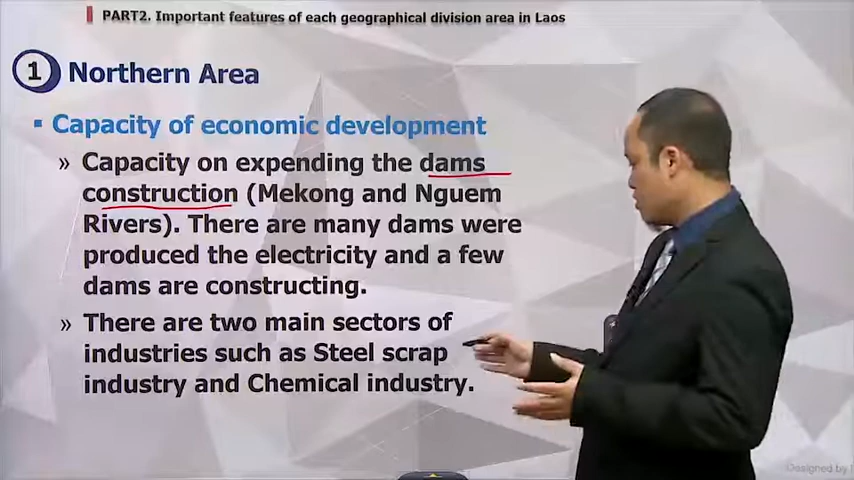 PART2. Important features of each geographical division area in Laos
1 Northern Area
▪ Capacity of economic development
» Capacity on expending the dams
construction (Mekong and Nguem
Rivers). There are many dams were
produced the electricity and a few
dams are constructing.
» There are two main sectors of
industries such as Steel scrap
industry and Chemical industry.
Designed by